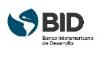 BID
Banco Interamericano
de Desarrollo